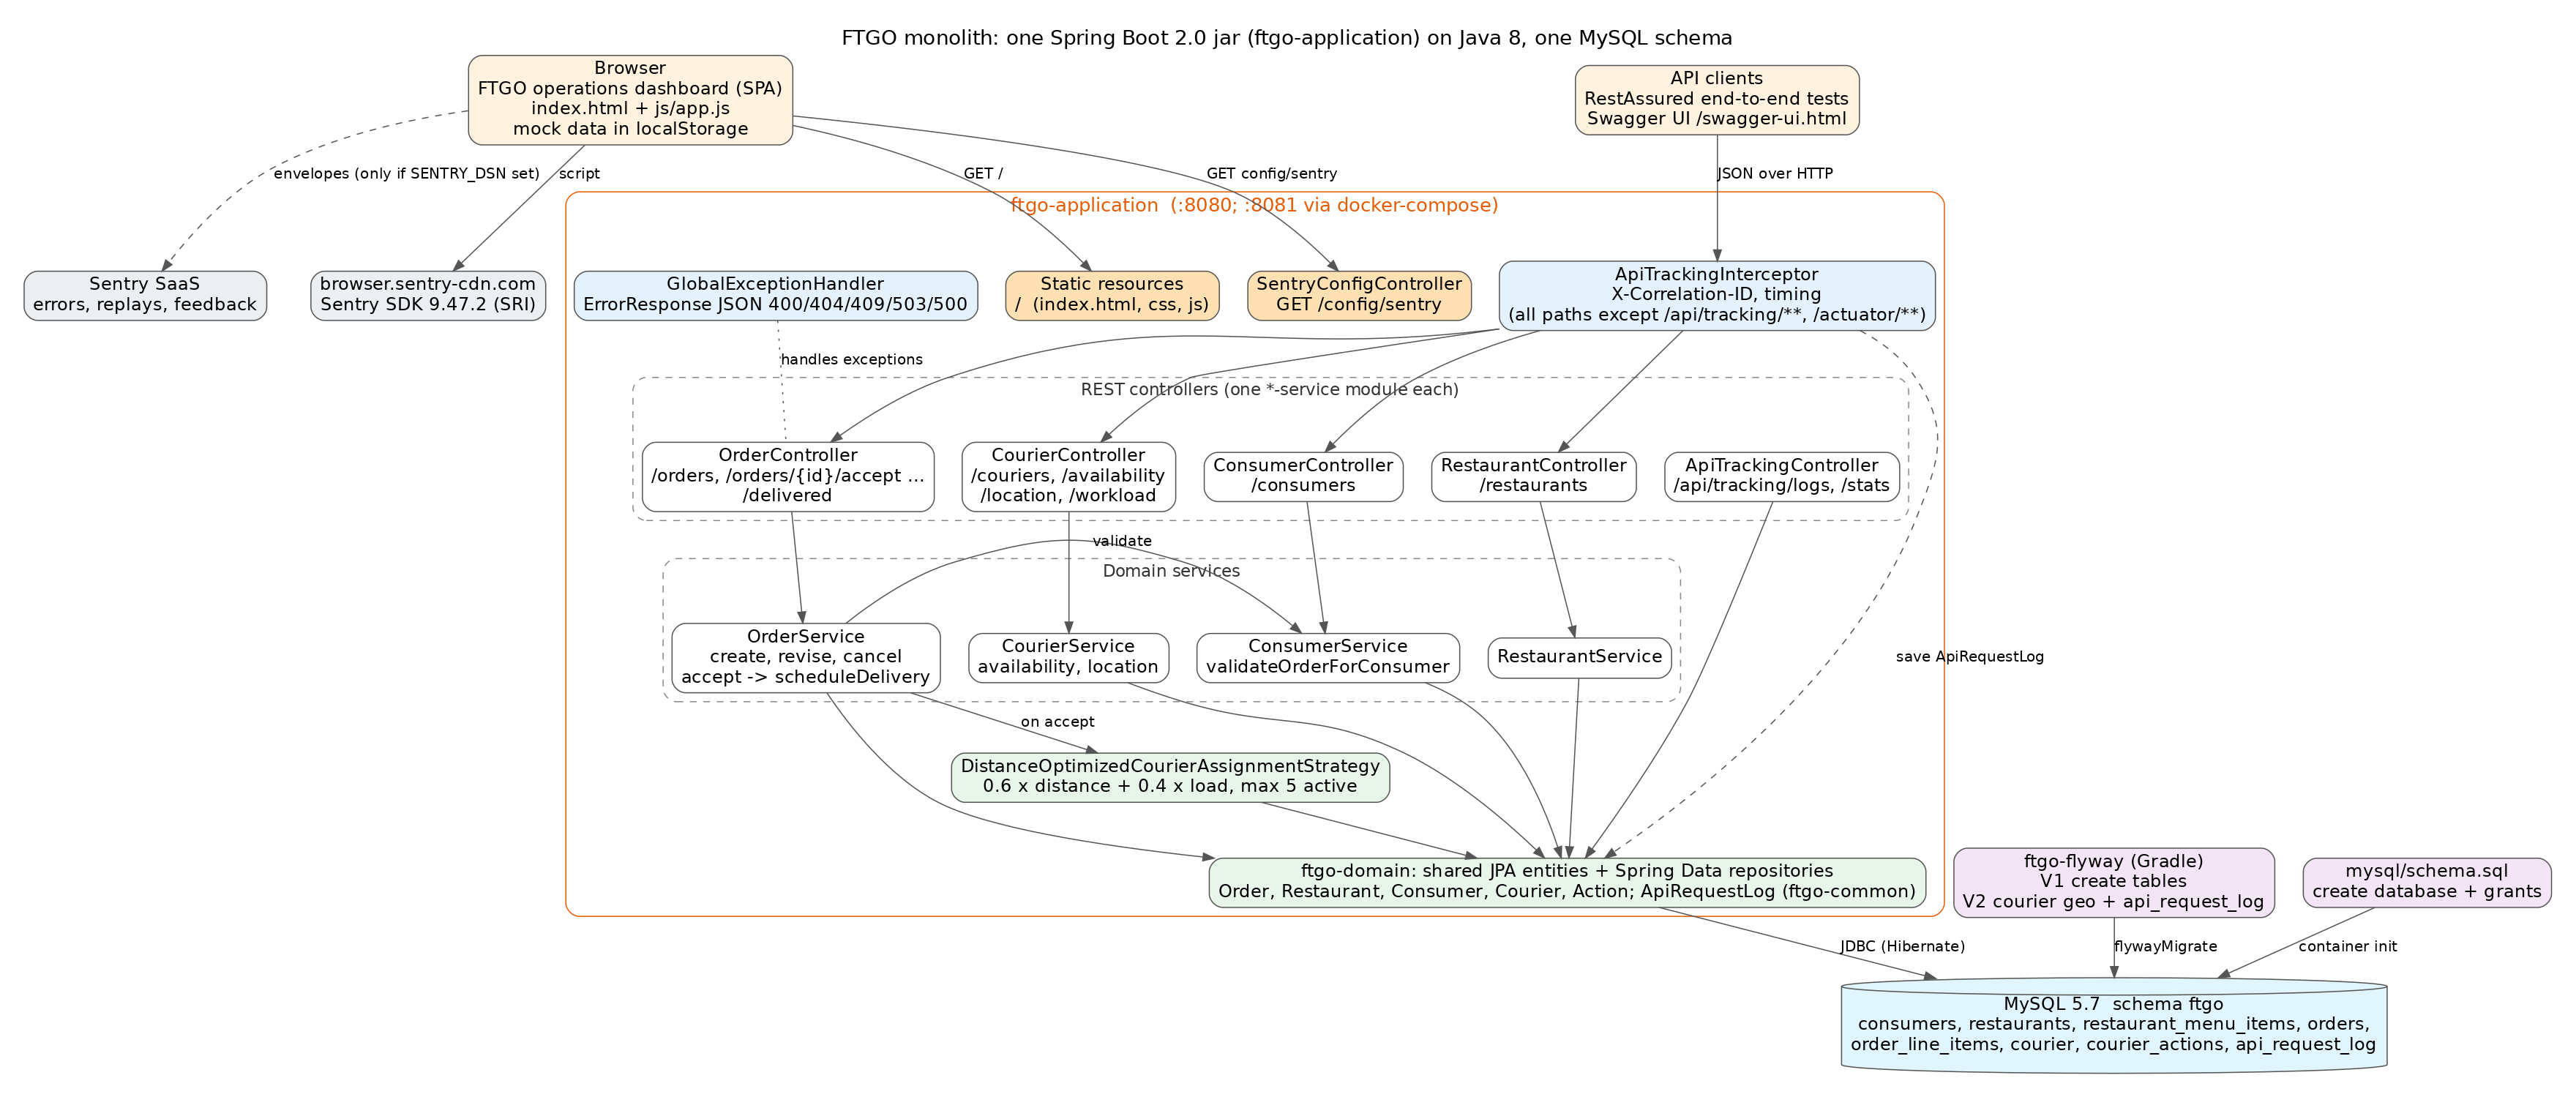 FTGO monolith: one Spring Boot 2.0 jar (ftgo-application) on Java 8, one MySQL schema
Browser
FTGO operations dashboard (SPA)
index.html + js/app.js
mock data in localStorage
API clients
RestAssured end-to-end tests
Swagger UI /swagger-ui.html
envelopes (only if SENTRY_DSN set)
script
GET /
GET config/sentry
JSON over HTTP
ftgo-application  (:8080; :8081 via docker-compose)
Sentry SaaS
errors, replays, feedback
browser.sentry-cdn.com
Sentry SDK 9.47.2 (SRI)
GlobalExceptionHandler
ErrorResponse JSON 400/404/409/503/500
Static resources
/  (index.html, css, js)
SentryConfigController
GET /config/sentry
ApiTrackingInterceptor
X-Correlation-ID, timing
(all paths except /api/tracking/**, /actuator/**)
handles exceptions
REST controllers (one *-service module each)
OrderController
/orders, /orders/{id}/accept ...
/delivered
CourierController
/couriers, /availability
/location, /workload
ConsumerController
/consumers
RestaurantController
/restaurants
ApiTrackingController
/api/tracking/logs, /stats
validate
Domain services
OrderService
create, revise, cancel
accept -> scheduleDelivery
CourierService
availability, location
ConsumerService
validateOrderForConsumer
RestaurantService
save ApiRequestLog
on accept
DistanceOptimizedCourierAssignmentStrategy
0.6 x distance + 0.4 x load, max 5 active
ftgo-domain: shared JPA entities + Spring Data repositories
Order, Restaurant, Consumer, Courier, Action; ApiRequestLog (ftgo-common)
ftgo-flyway (Gradle)
V1 create tables
V2 courier geo + api_request_log
mysql/schema.sql
create database + grants
JDBC (Hibernate)
flywayMigrate
container init
MySQL 5.7  schema ftgo
consumers, restaurants, restaurant_menu_items, orders,
order_line_items, courier, courier_actions, api_request_log